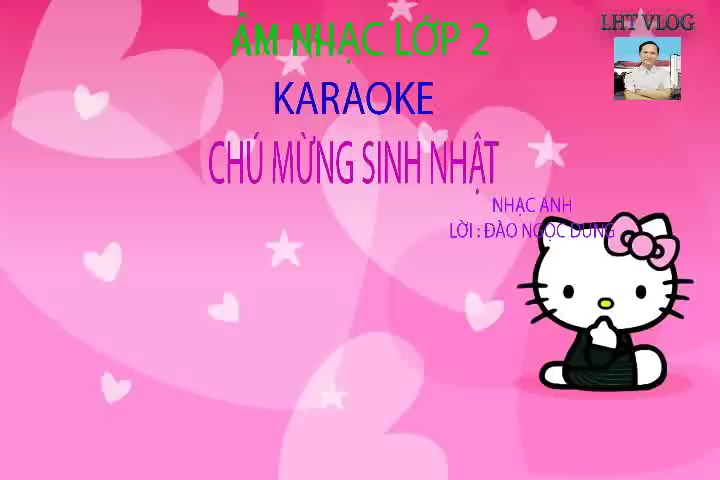 LHT VLOG
ÂM NHẠC LỚP 2
KARAOKE
CHÚ MỪNG SINH NHẬT
NHẠC ANH
LỜI : ĐÀO NGỌC DUNG